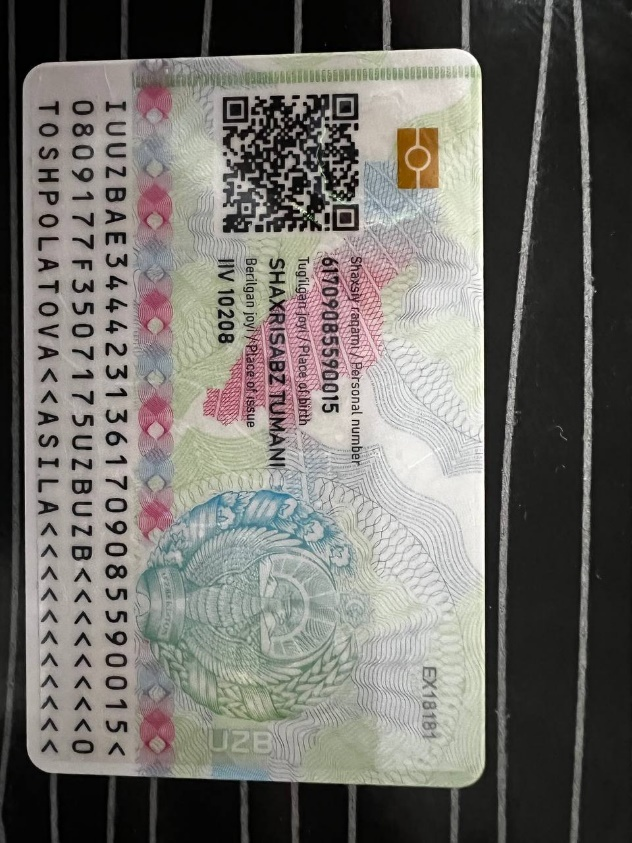 EX18181
Shaxsiy raqami / Personal number
61709085590015
Tug'ilgan joyi / Place of birth
SHAXRISABZ TUMANI
Berilgan joyi / Place of issue
IIV 10208
UZB
IUUZBAE3444231361709085590015<
0809177F3507175UZBUZB<<<<<<<<0
TOSHPOLATOVA<<ASILA<<<<<<<<<<<